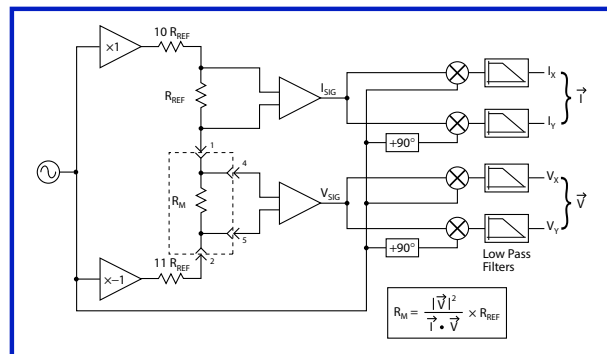 ×1
10 R_REF
R_REF
I_SIG
I_X
I_Y
I
+90°
1
4
R_M
V_SIG
5
2
V_X
V_Y
V
+90°
×−1
11 R_REF
Low Pass
Filters
R_M = |V|² / I • V × R_REF